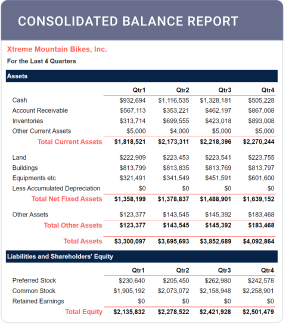 CONSOLIDATED BALANCE REPORT
Xtreme Mountain Bikes, Inc.
For the Last 4 Quarters
Assets
Qtr1 Qtr2 Qtr3 Qtr4
Cash $932,694 $1,116,535 $1,328,181 $505,228
Account Receivable $567,113 $353,221 $462,197 $867,008
Inventories $313,714 $699,555 $423,018 $893,008
Other Current Assets $5,000 $4,000 $5,000 $5,000
Total Current Assets $1,818,521 $2,173,311 $2,218,396 $2,270,244
Land $222,909 $223,453 $223,541 $223,755
Buildings $813,799 $813,835 $813,769 $813,797
Equipments etc $321,491 $341,549 $451,591 $601,600
Less Accumulated Depreciation $0 $0 $0 $0
Total Net Fixed Assets $1,358,199 $1,378,837 $1,488,901 $1,639,152
Other Assets $123,377 $143,545 $145,392 $183,468
Total Other Assets $123,377 $143,545 $145,392 $183,468
Total Assets $3,300,097 $3,695,693 $3,852,689 $4,092,864
Liabilities and Shareholders' Equity
Qtr1 Qtr2 Qtr3 Qtr4
Preferred Stock $230,640 $205,450 $262,980 $242,578
Common Stock $1,905,192 $2,073,072 $2,158,948 $2,258,901
Retained Earnings $0 $0 $0 $0
Total Equity $2,135,832 $2,278,522 $2,421,928 $2,501,479